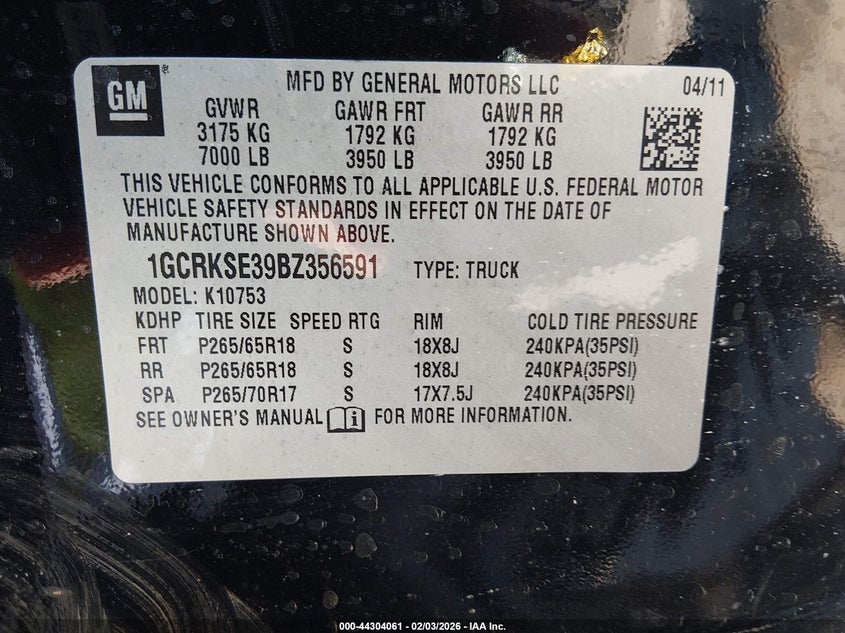 GM ® MFD BY GENERAL MOTORS LLC 04/11
GVWR GAWR FRT GAWR RR
3175 KG 1792 KG 1792 KG
7000 LB 3950 LB 3950 LB
THIS VEHICLE CONFORMS TO ALL APPLICABLE U.S. FEDERAL MOTOR
VEHICLE SAFETY STANDARDS IN EFFECT ON THE DATE OF
MANUFACTURE SHOWN ABOVE.
1GCRKSE39BZ356591 TYPE: TRUCK
MODEL: K10753
KDHP TIRE SIZE SPEED RTG RIM COLD TIRE PRESSURE
FRT P265/65R18 S 18X8J 240KPA(35PSI)
RR P265/65R18 S 18X8J 240KPA(35PSI)
SPA P265/70R17 S 17X7.5J 240KPA(35PSI)
SEE OWNER'S MANUAL i FOR MORE INFORMATION.
000-44304061 - 02/03/2026 - IAA Inc.